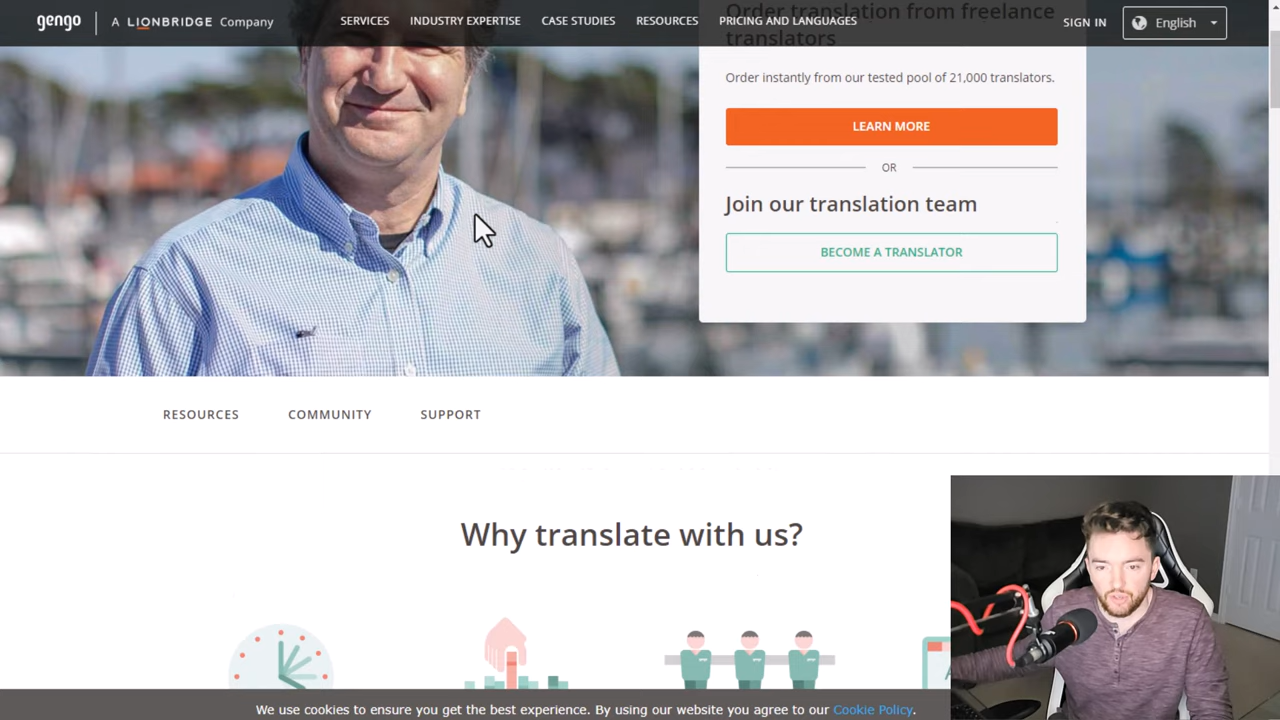 gengo
A LIONBRIDGE Company
SERVICES
INDUSTRY EXPERTISE
CASE STUDIES
RESOURCES
PRICING AND LANGUAGES
SIGN IN
English
Order translation from freelance
translators
Order instantly from our tested pool of 21,000 translators.
LEARN MORE
OR
Join our translation team
BECOME A TRANSLATOR
RESOURCES
COMMUNITY
SUPPORT
Why translate with us?
We use cookies to ensure you get the best experience. By using our website you agree to our Cookie Policy.